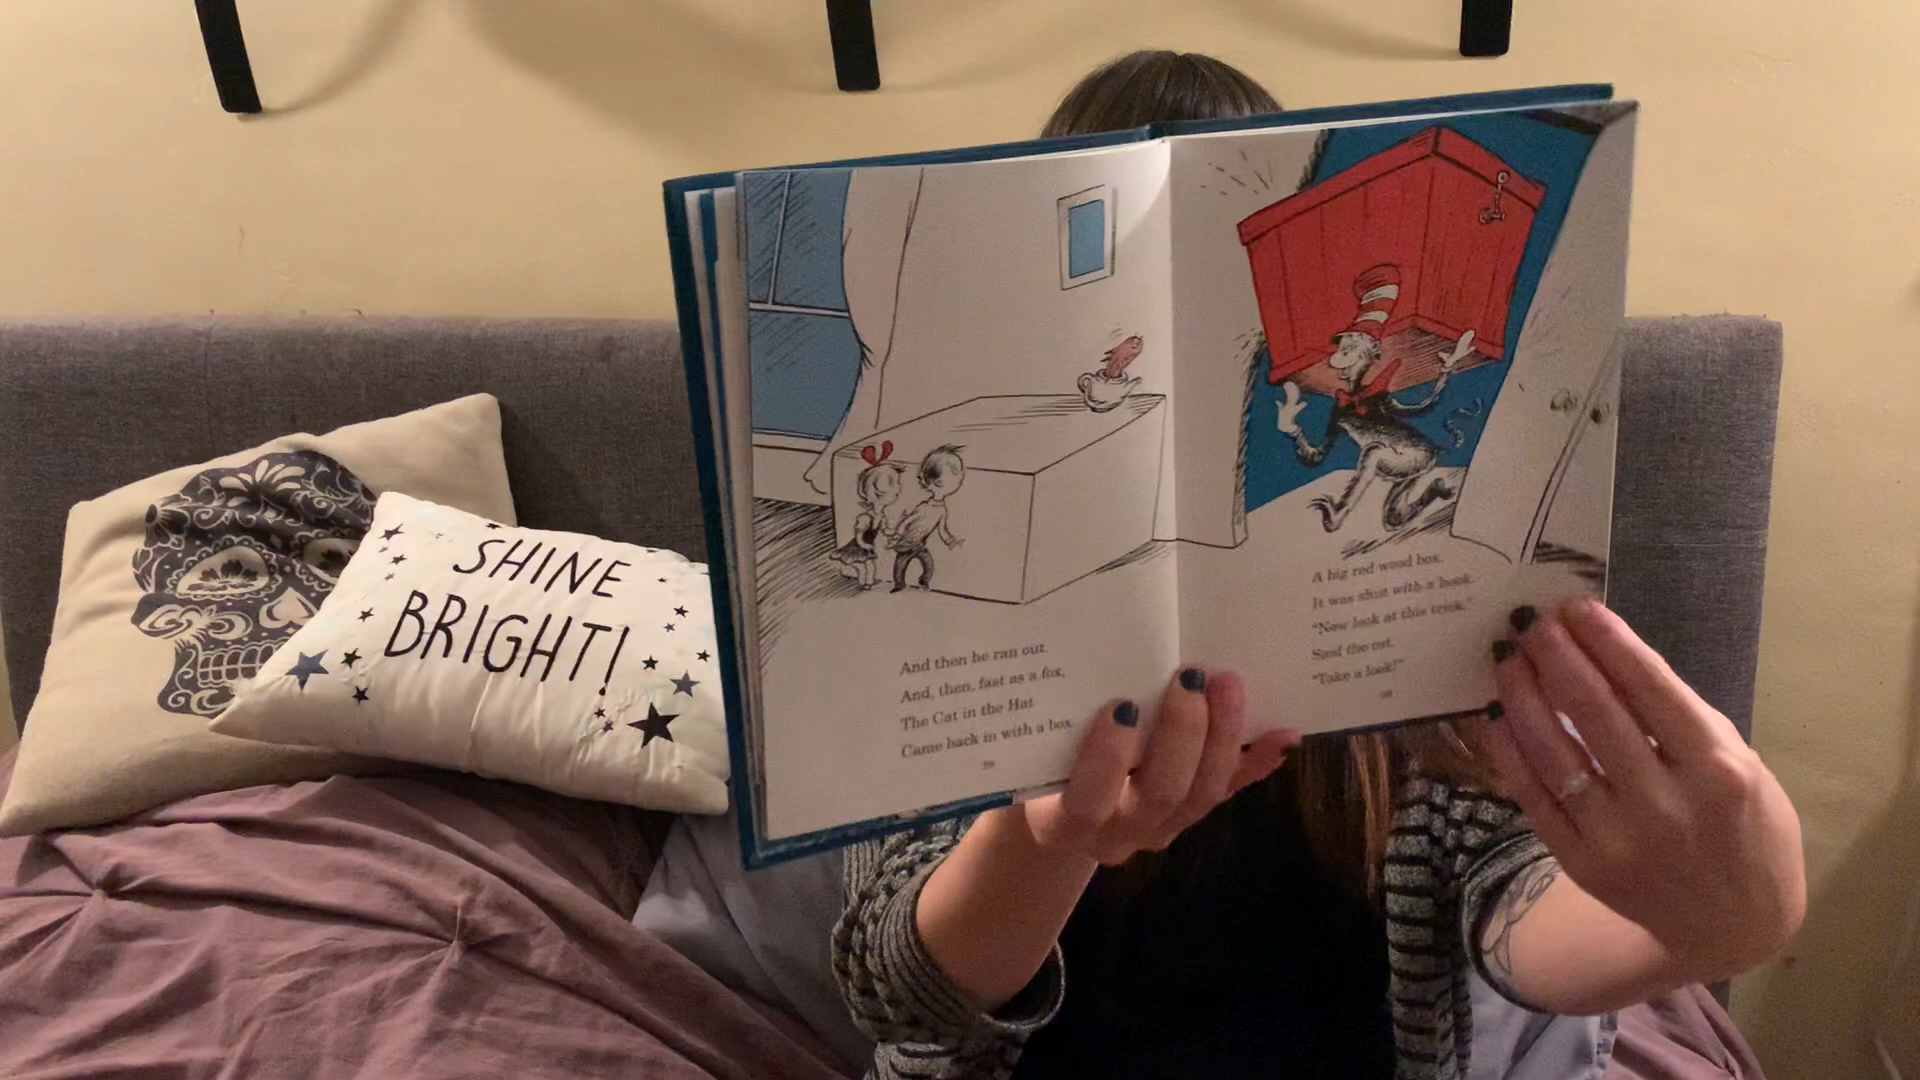 SHINE
BRIGHT!
And then he ran out.
And, then, fast as a fox,
The Cat in the Hat
Came back in with a box.
A big red wood box.
It was shut with a hook.
"Now look at this trick,"
Said the cat.
"Take a look!"